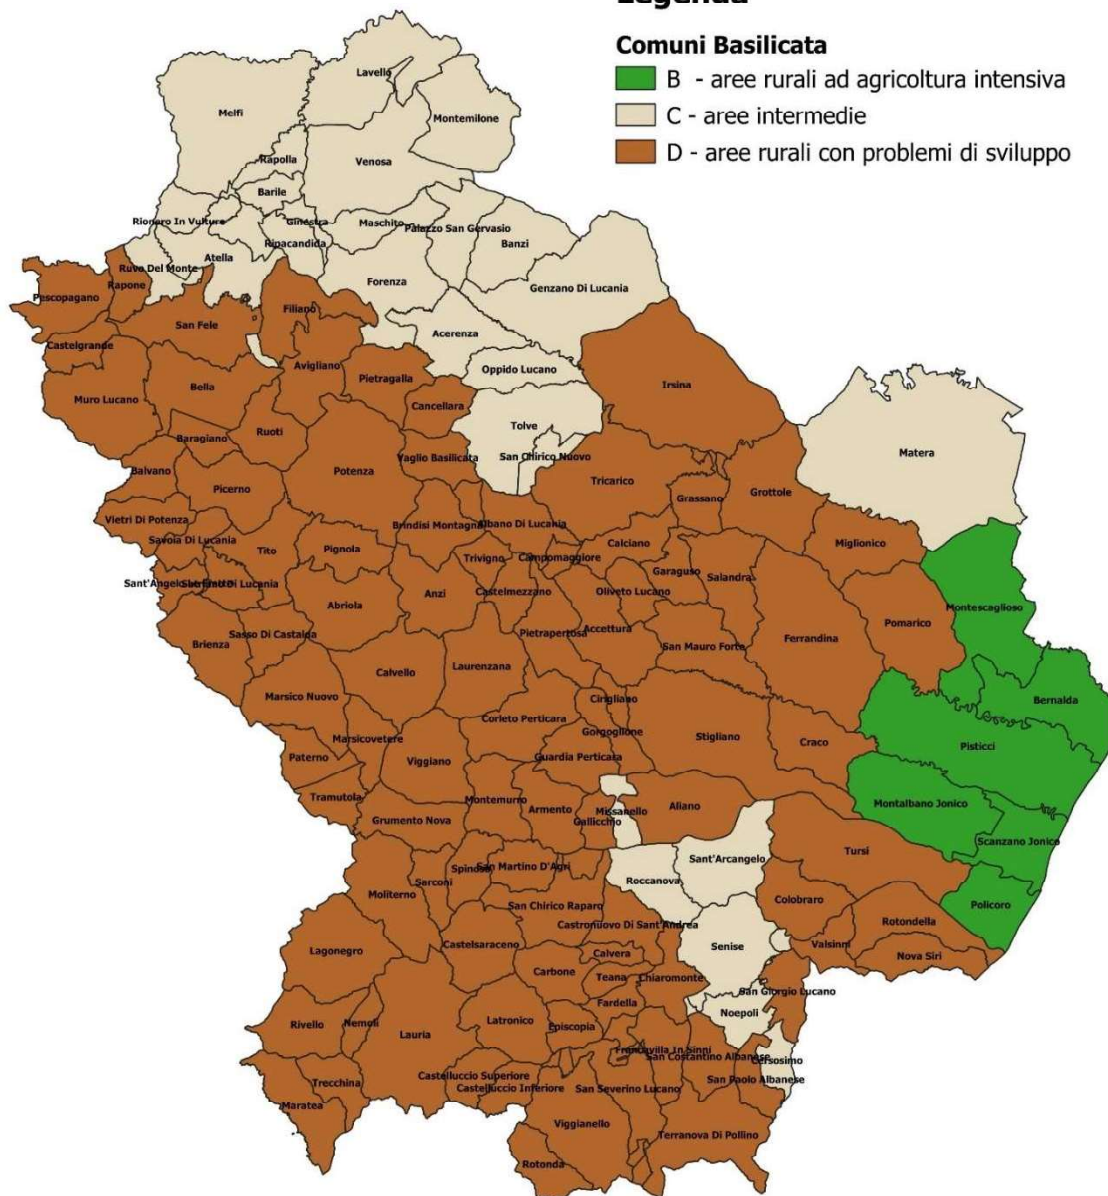 Legenda
Comuni Basilicata
B - aree rurali ad agricoltura intensiva
C - aree intermedie
D - aree rurali con problemi di sviluppo
Lavello
Melfi
Montemilone
Rapolla
Venosa
Barile
Rionero In Vulture
Ginestra
Maschito
Palazzo San Gervasio
Banzi
Ripacandida
Atella
Ruvo Del Monte
Rapone
Pescopagano
Forenza
Genzano Di Lucania
Filiano
San Fele
Acerenza
Castelgrande
Avigliano
Oppido Lucano
Pietragalla
Irsina
Bella
Muro Lucano
Cancellara
Tolve
Ruoti
Baragiano
Matera
Vaglio Basilicata
San Chirico Nuovo
Balvano
Potenza
Tricarico
Picerno
Grassano
Grottole
Vietri Di Potenza
Brindisi Montagna
Albano Di Lucania
Savoia Di Lucania
Calciano
Miglionico
Tito
Pignola
Trivigno
Campomaggiore
Garaguso
Salandra
Anzi
Castelmezzano
Oliveto Lucano
Abriola
Montescaglioso
Pomarico
Sasso Di Castalda
Brienza
Pietrapertosa
Accettura
Ferrandina
San Mauro Forte
Calvello
Laurenzana
Marsico Nuovo
Cirigliano
Bernalda
Corleto Perticara
Gorgoglione
Stigliano
Marsicovetere
Craco
Pisticci
Paterno
Viggiano
Guardia Perticara
Tramutola
Montemurro
Armento
Missanello
Aliano
Montalbano Jonico
Gallicchio
Grumento Nova
Scanzano Jonico
Tursi
Sant'Arcangelo
San Martino D'Agri
Spinoso
Sarconi
Roccanova
Moliterno
Colobraro
Policoro
San Chirico Raparo
Castronuovo Di Sant'Andrea
Rotondella
Lagonegro
Castelsaraceno
Senise
Valsinni
Calvera
Nova Siri
Carbone
Teana
Chiaromonte
San Giorgio Lucano
Fardella
Noepoli
Rivello
Nemoli
Lauria
Latronico
Episcopia
Francavilla In Sinni
San Costantino Albanese
Cersosimo
Castelluccio Superiore
San Paolo Albanese
Trecchina
Castelluccio Inferiore
San Severino Lucano
Maratea
Viggianello
Terranova Di Pollino
Rotonda